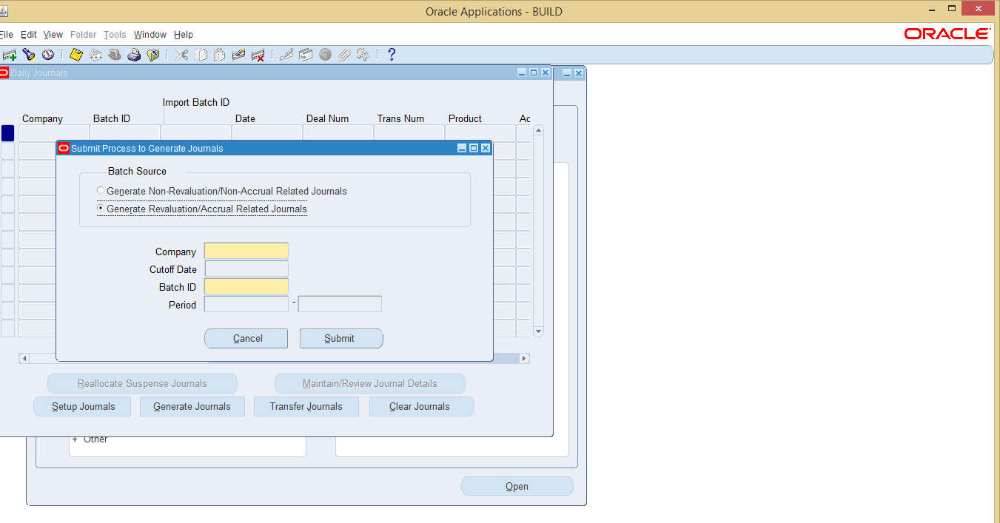 Oracle Applications - BUILD
File Edit View Folder Tools Window Help
ORACLE
Daily Journals
Import Batch ID
Company Batch ID Date Deal Num Trans Num Product Ac
Submit Process to Generate Journals
Batch Source
Generate Non-Revaluation/Non-Accrual Related Journals
Generate Revaluation/Accrual Related Journals
Company
Cutoff Date
Batch ID
Period -
Cancel Submit
Reallocate Suspense Journals Maintain/Review Journal Details
Setup Journals Generate Journals Transfer Journals Clear Journals
+ Other
Open